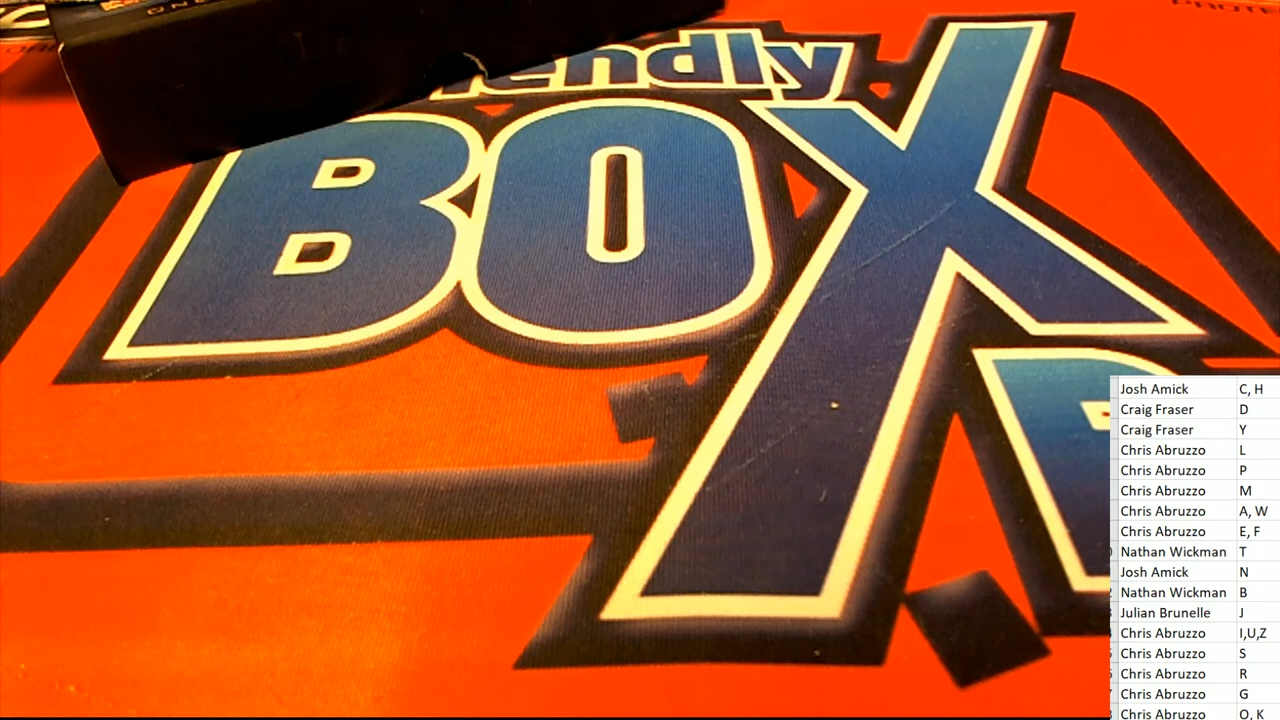 endly
BOX
Josh Amick C, H
Craig Fraser D
Craig Fraser Y
Chris Abruzzo L
Chris Abruzzo P
Chris Abruzzo M
Chris Abruzzo A, W
Chris Abruzzo E, F
Nathan Wickman T
Josh Amick N
Nathan Wickman B
Julian Brunelle J
Chris Abruzzo I,U,Z
Chris Abruzzo S
Chris Abruzzo R
Chris Abruzzo G
Chris Abruzzo O, K